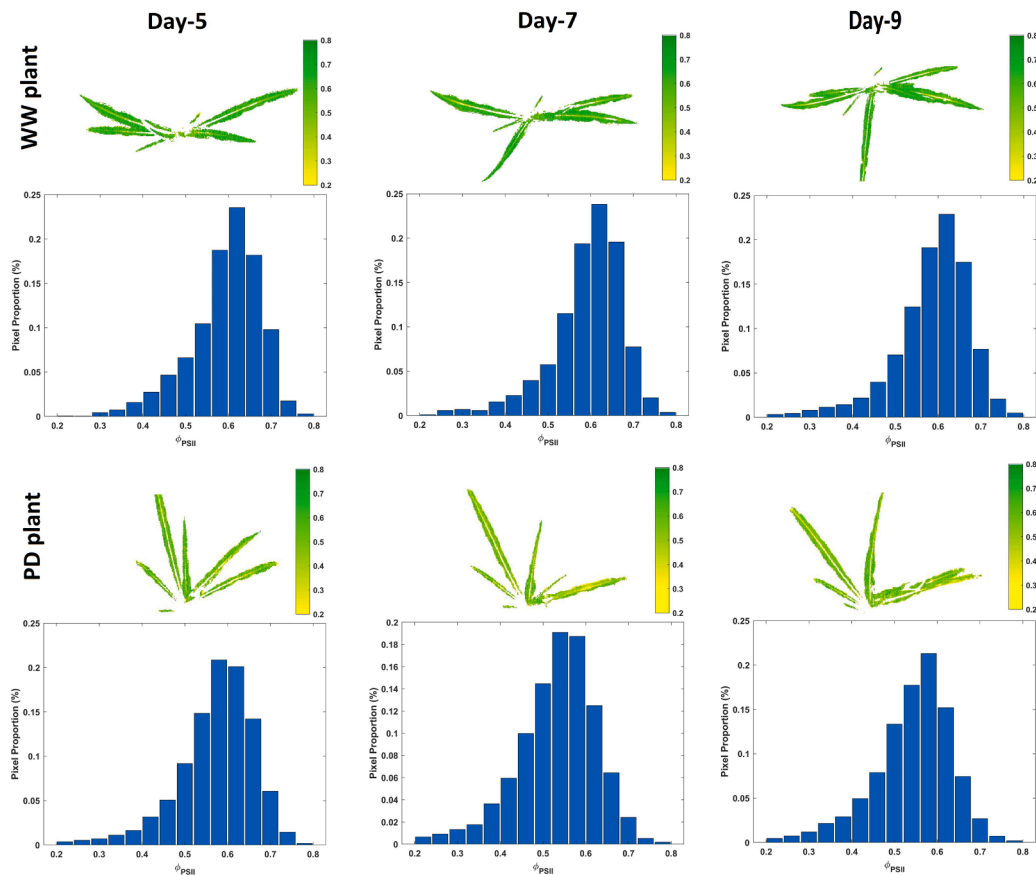 Day-5 Day-7 Day-9
WW plant
0.8 0.8 0.8
0.7 0.7 0.7
0.6 0.6 0.6
0.5 0.5 0.5
0.4 0.4 0.4
0.3 0.3 0.3
0.2 0.2 0.2
0.25 0.25 0.25
0.2 0.2 0.2
0.15 0.15 0.15
0.1 0.1 0.1
0.05 0.05 0.05
0 0 0
Pixel Proportion (%) Pixel Proportion (%) Pixel Proportion (%)
0.2 0.3 0.4 0.5 0.6 0.7 0.8 0.2 0.3 0.4 0.5 0.6 0.7 0.8 0.2 0.3 0.4 0.5 0.6 0.7 0.8
ϕPSII ϕPSII ϕPSII
PD plant
0.8 0.8 0.8
0.7 0.7 0.7
0.6 0.6 0.6
0.5 0.5 0.5
0.4 0.4 0.4
0.3 0.3 0.3
0.2 0.2 0.2
0.25 0.2 0.25
0.2 0.18 0.2
0.15 0.16 0.15
0.1 0.14 0.1
0.05 0.12 0.05
0 0.1 0
0.08
0.06
0.04
0.02
0
Pixel Proportion (%) Pixel Proportion (%) Pixel Proportion (%)
0.2 0.3 0.4 0.5 0.6 0.7 0.8 0.2 0.3 0.4 0.5 0.6 0.7 0.8 0.2 0.3 0.4 0.5 0.6 0.7 0.8
ϕPSII ϕPSII ϕPSII